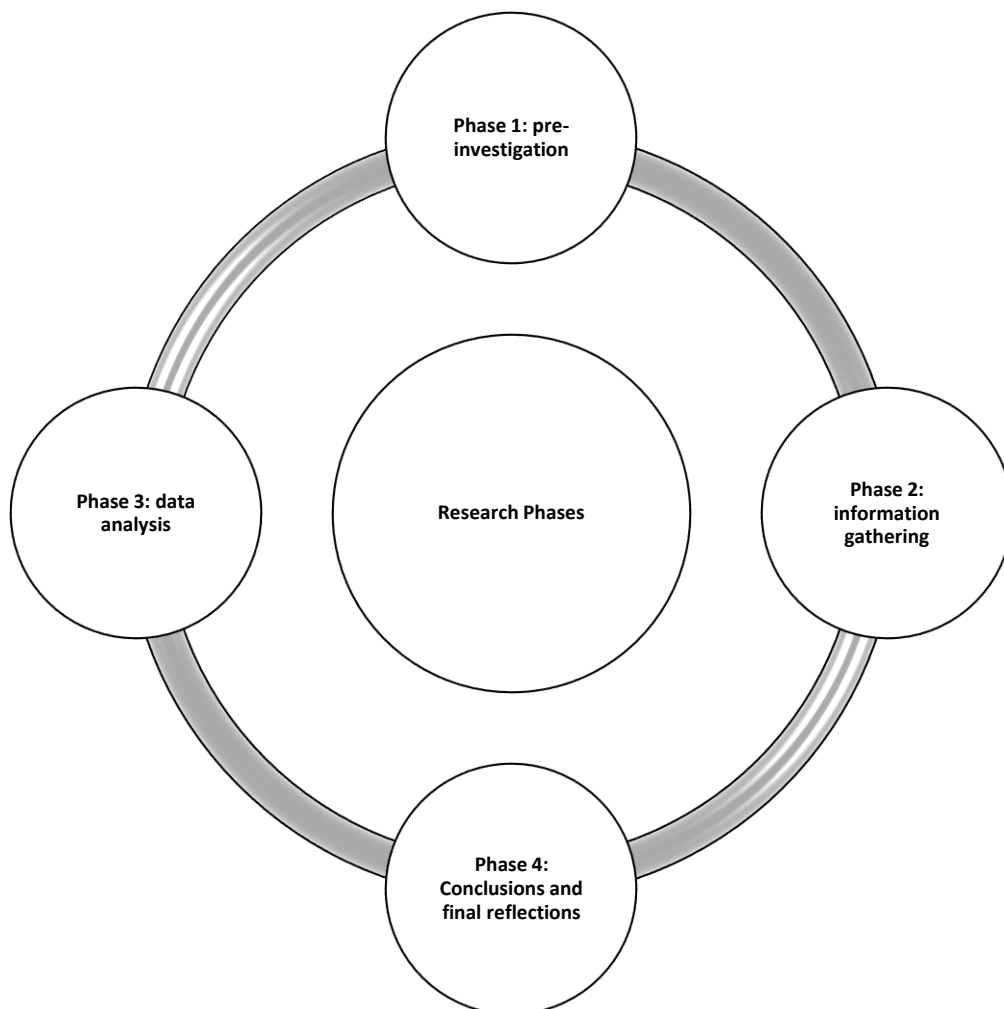 Phase 1: pre-
investigation
Phase 3: data
analysis
Research Phases
Phase 2:
information
gathering
Phase 4:
Conclusions and
final reflections